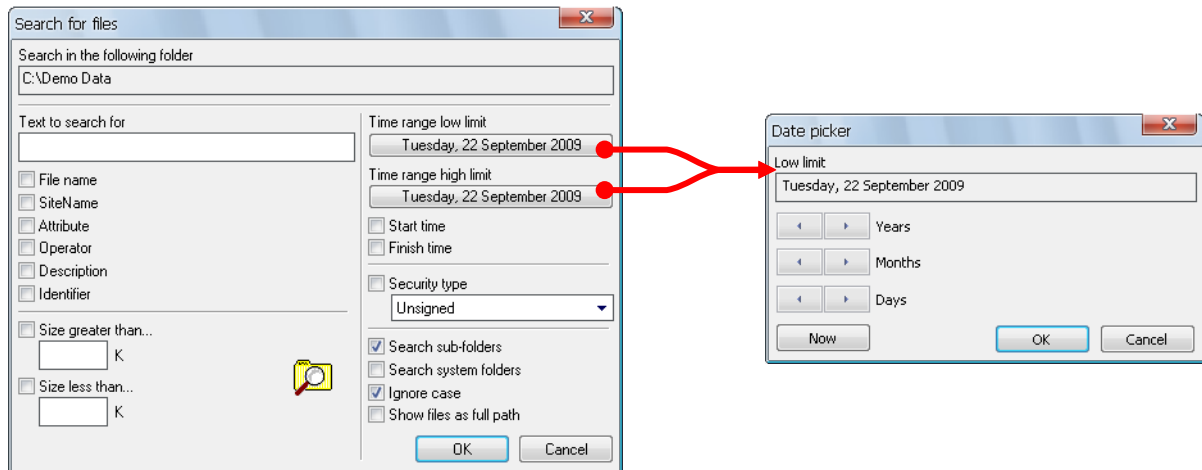 Search for files
Search in the following folder
C:\Demo Data
Text to search for
File name
SiteName
Attribute
Operator
Description
Identifier
Size greater than...
K
Size less than...
K
Time range low limit
Tuesday, 22 September 2009
Time range high limit
Tuesday, 22 September 2009
Start time
Finish time
Security type
Unsigned
Search sub-folders
Search system folders
Ignore case
Show files as full path
OK Cancel
Date picker
Low limit
Tuesday, 22 September 2009
Years
Months
Days
Now OK Cancel